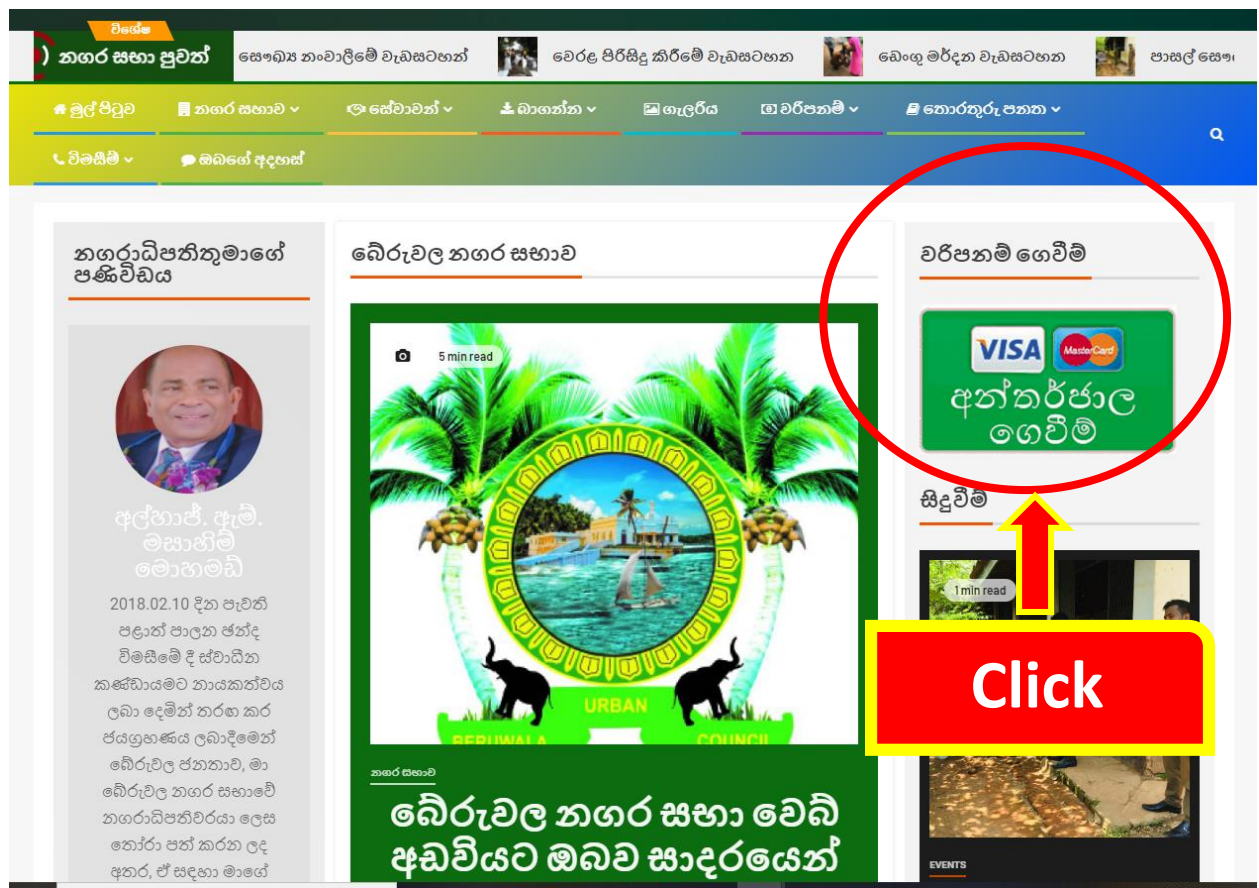 විශේෂ
) නගර සභා පුවත්
සෞඛ්‍ය නංවාලීමේ වැඩසටහන්
වෙරළ පිරිසිදු කිරීමේ වැඩසටහන
ඩෙංගු මර්දන වැඩසටහන
පාසල්
මුල් පිටුව
නගර සභාව
සේවාවන්
බාගන්න
ගැලරිය
වරිපනම්
තොරතුරු පනත
විමසීම්
ඔබගේ අදහස්
නගරාධිපතිතුමාගේ
පණිවිඩය
අල්හාජ්. ඇම්.
මසාහිම්
මොහමඩ්
2018.02.10 දින පැවති
පළාත් පාලන ඡන්ද
විමසීමේ දී ස්වාධීන
කණ්ඩායමට නායකත්වය
ලබා දෙමින් තරඟ කර
ජයග්‍රහණය ලබාදීමෙන්
බේරුවල ජනතාව, මා
බේරුවල නගර සභාවේ
නගරාධිපතිවරයා ලෙස
තෝරා පත් කරන ලද
අතර, ඒ සඳහා මාගේ
බේරුවල නගර සභාව
5 min read
URBAN
BERUWALA COUNCIL
නගර සභාව
බේරුවල නගර සභා වෙබ්
අඩවියට ඔබව සාදරයෙන්
වරිපනම් ගෙවීම්
VISA MasterCard
අන්තර්ජාල
ගෙවීම්
සිදුවීම්
1 min read
Click
EVENTS